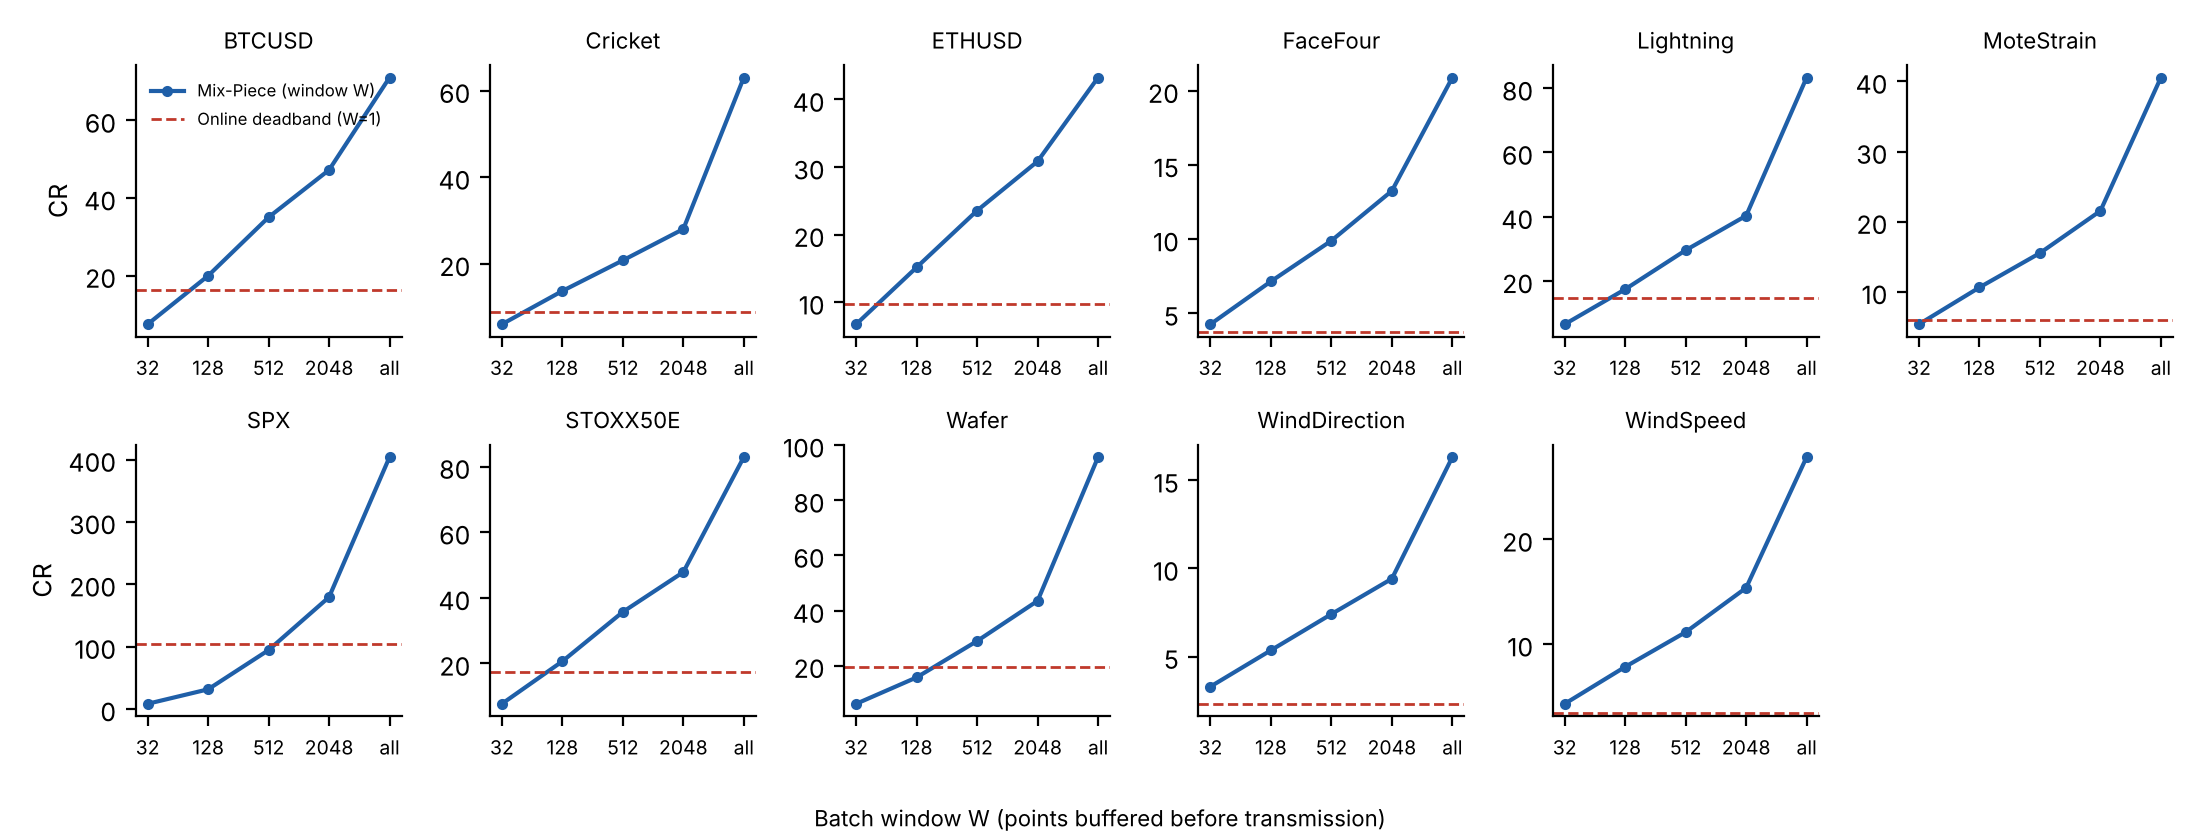 BTCUSD
Cricket
ETHUSD
FaceFour
Lightning
MoteStrain
Mix-Piece (window W)
Online deadband (W=1)
CR
60
40
20
32 128 512 2048 all
60
40
20
32 128 512 2048 all
40
30
20
10
32 128 512 2048 all
20
15
10
5
32 128 512 2048 all
80
60
40
20
32 128 512 2048 all
40
30
20
10
32 128 512 2048 all
SPX
STOXX50E
Wafer
WindDirection
WindSpeed
CR
400
300
200
100
0
32 128 512 2048 all
80
60
40
20
32 128 512 2048 all
100
80
60
40
20
32 128 512 2048 all
15
10
5
32 128 512 2048 all
20
10
32 128 512 2048 all
Batch window W (points buffered before transmission)